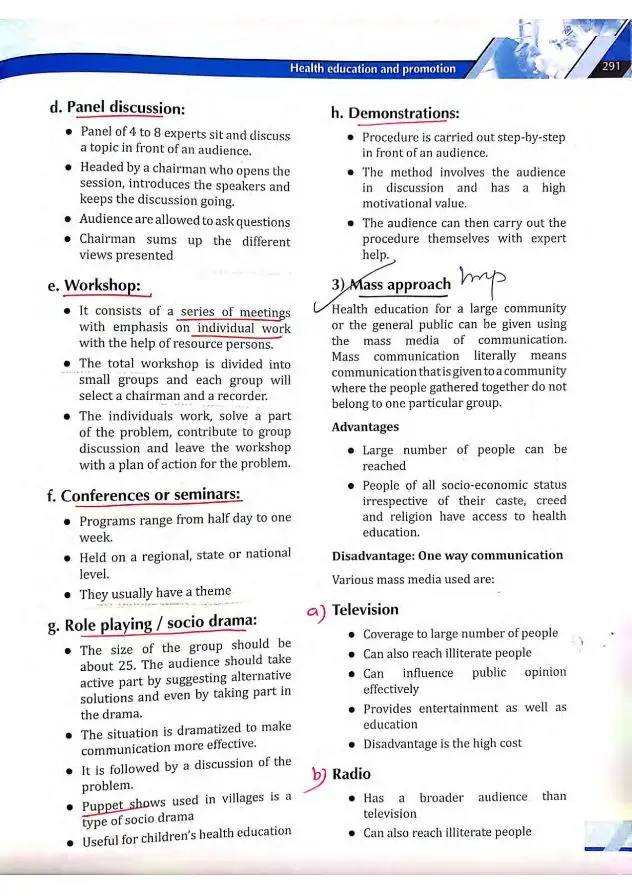 Health education and promotion
291
d. Panel discussion:
• Panel of 4 to 8 experts sit and discuss
a topic in front of an audience.
• Headed by a chairman who opens the
session, introduces the speakers and
keeps the discussion going.
• Audience are allowed to ask questions
• Chairman sums up the different
views presented
e. Workshop:
• It consists of a series of meetings
with emphasis on individual work
with the help of resource persons.
• The total workshop is divided into
small groups and each group will
select a chairman and a recorder.
• The individuals work, solve a part
of the problem, contribute to group
discussion and leave the workshop
with a plan of action for the problem.
f. Conferences or seminars:
• Programs range from half day to one
week.
• Held on a regional, state or national
level.
• They usually have a theme
g. Role playing / socio drama:
• The size of the group should be
about 25. The audience should take
active part by suggesting alternative
solutions and even by taking part in
the drama.
• The situation is dramatized to make
communication more effective.
• It is followed by a discussion of the
problem.
• Puppet shows used in villages is a
type of socio drama
• Useful for children's health education
h. Demonstrations:
• Procedure is carried out step-by-step
in front of an audience.
• The method involves the audience
in discussion and has a high
motivational value.
• The audience can then carry out the
procedure themselves with expert
help.
3) Mass approach Imp
Health education for a large community
or the general public can be given using
the mass media of communication.
Mass communication literally means
communication that is given to a community
where the people gathered together do not
belong to one particular group.
Advantages
• Large number of people can be
reached
• People of all socio-economic status
irrespective of their caste, creed
and religion have access to health
education.
Disadvantage: One way communication
Various mass media used are:
a) Television
• Coverage to large number of people
• Can also reach illiterate people
• Can influence public opinion
effectively
• Provides entertainment as well as
education
• Disadvantage is the high cost
b) Radio
• Has a broader audience than
television
• Can also reach illiterate people